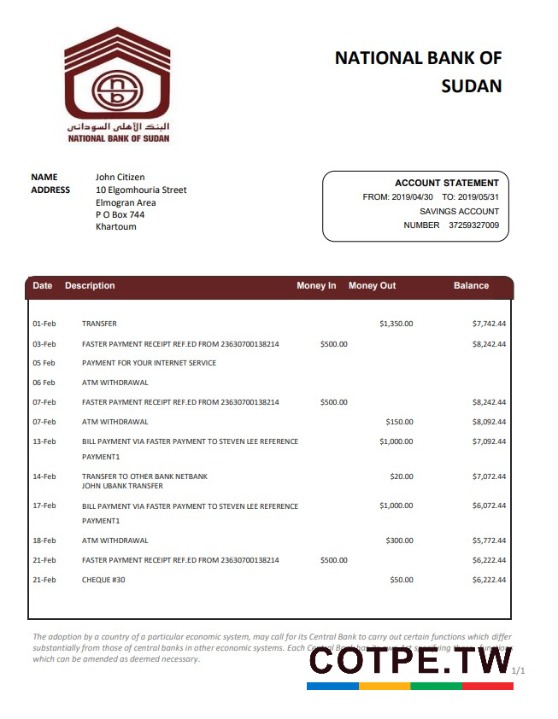 NATIONAL BANK OF
SUDAN
البنك الأهلي السوداني
NATIONAL BANK OF SUDAN
NAME John Citizen
ADDRESS 10 Elgomhouria Street
Elmogran Area
P O Box 744
Khartoum
ACCOUNT STATEMENT
FROM: 2019/04/30 TO: 2019/05/31
SAVINGS ACCOUNT
NUMBER 37259327009
Date Description Money In Money Out Balance
01-Feb TRANSFER $1,350.00 $7,742.44
03-Feb FASTER PAYMENT RECEIPT REF.ED FROM 23630700138214 $500.00 $8,242.44
05 Feb PAYMENT FOR YOUR INTERNET SERVICE
06 Feb ATM WITHDRAWAL
07-Feb FASTER PAYMENT RECEIPT REF.ED FROM 23630700138214 $500.00 $8,242.44
07-Feb ATM WITHDRAWAL $150.00 $8,092.44
13-Feb BILL PAYMENT VIA FASTER PAYMENT TO STEVEN LEE REFERENCE $1,000.00 $7,092.44
PAYMENT1
14-Feb TRANSFER TO OTHER BANK NETBANK $20.00 $7,072.44
JOHN UBANK TRANSFER
17-Feb BILL PAYMENT VIA FASTER PAYMENT TO STEVEN LEE REFERENCE $1,000.00 $6,072.44
PAYMENT1
18-Feb ATM WITHDRAWAL $300.00 $5,772.44
21-Feb FASTER PAYMENT RECEIPT REF.ED FROM 23630700138214 $500.00 $6,222.44
21-Feb CHEQUE #30 $50.00 $6,222.44
The adoption by a country of a particular economic system, may call for its Central Bank to carry out certain functions which differ
substantially from those of central banks in other economic systems. Each Central Bank has
which can be amended as deemed necessary.
COTPE.TW
1/1